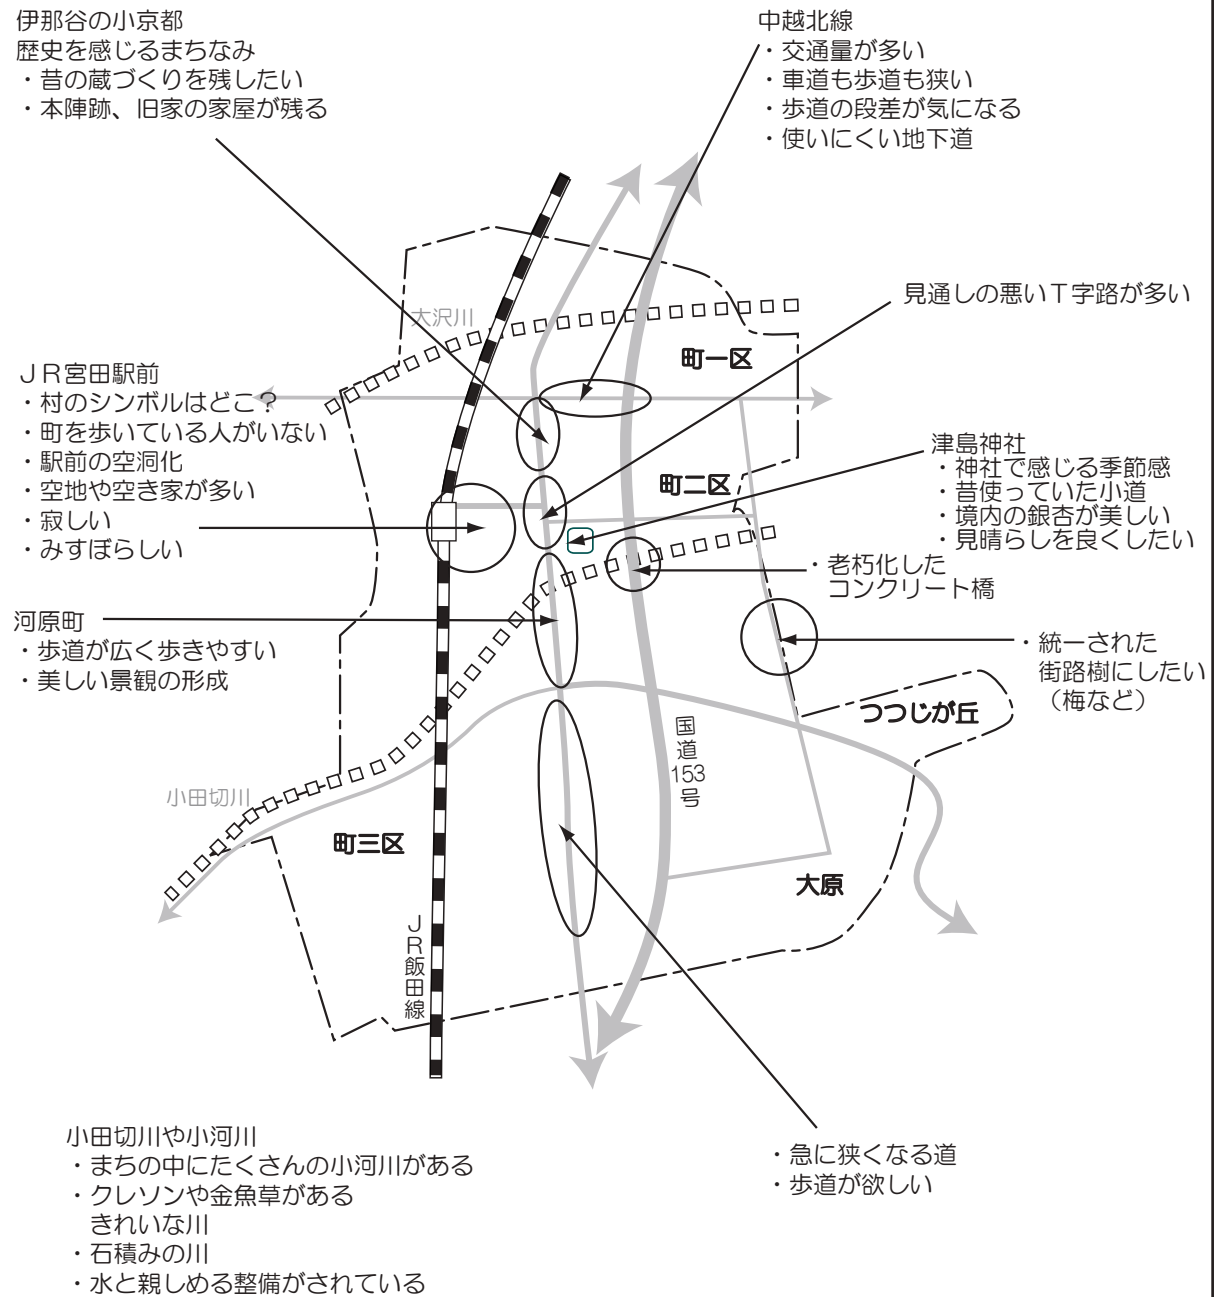 伊那谷の小京都
歴史を感じるまちなみ
・昔の蔵づくりを残したい
・本陣跡、旧家の家屋が残る
中越北線
・交通量が多い
・車道も歩道も狭い
・歩道の段差が気になる
・使いにくい地下道
見通しの悪いＴ字路が多い
大沢川
町一区
ＪＲ宮田駅前
・村のシンボルはどこ？
・町を歩いている人がいない
・駅前の空洞化
・空地や空き家が多い
・寂しい
・みすぼらしい
町二区
津島神社
・神社で感じる季節感
・昔使っていた小道
・境内の銀杏が美しい
・見晴らしを良くしたい
・老朽化した
コンクリート橋
河原町
・歩道が広く歩きやすい
・美しい景観の形成
・統一された
街路樹にしたい
（梅など）
つつじが丘
国道153号
小田切川
町三区
大原
ＪＲ飯田線
・急に狭くなる道
・歩道が欲しい
小田切川や小河川
・まちの中にたくさんの小河川がある
・クレソンや金魚草がある
きれいな川
・石積みの川
・水と親しめる整備がされている